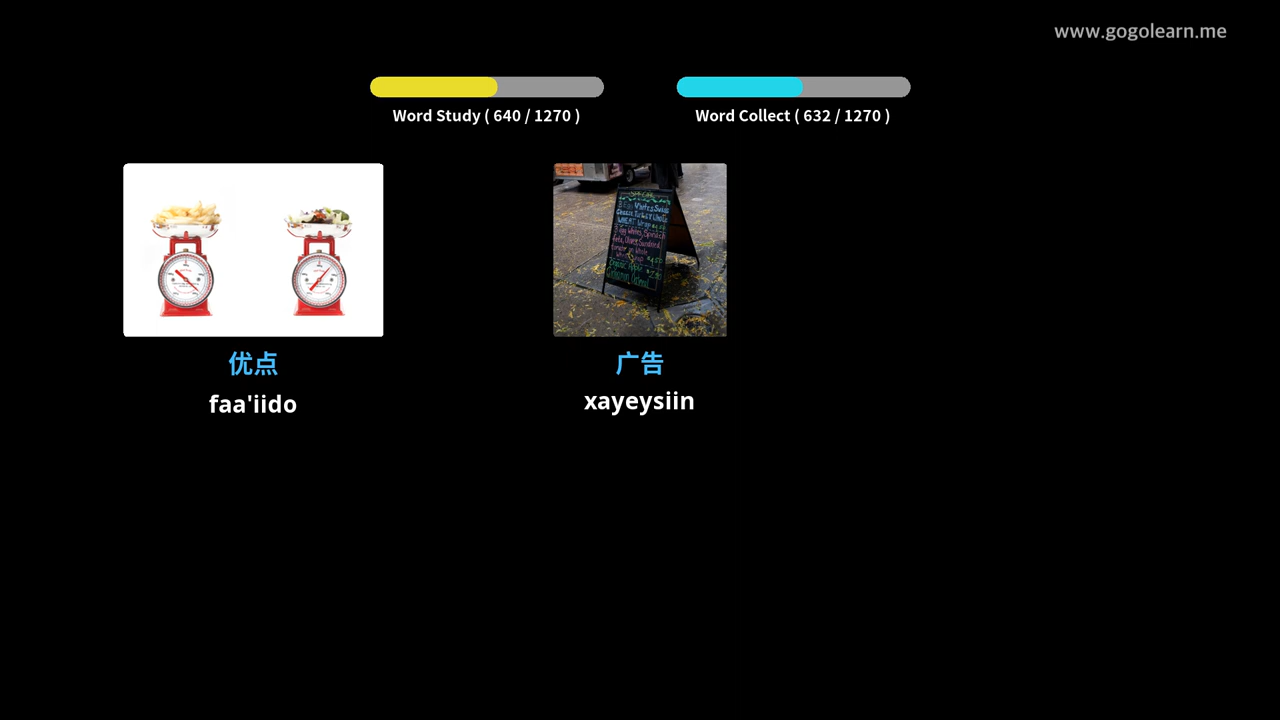 www.gogolearn.me
Word Study ( 640 / 1270 )
Word Collect ( 632 / 1270 )
优点
faa'iido
广告
xayeysiin